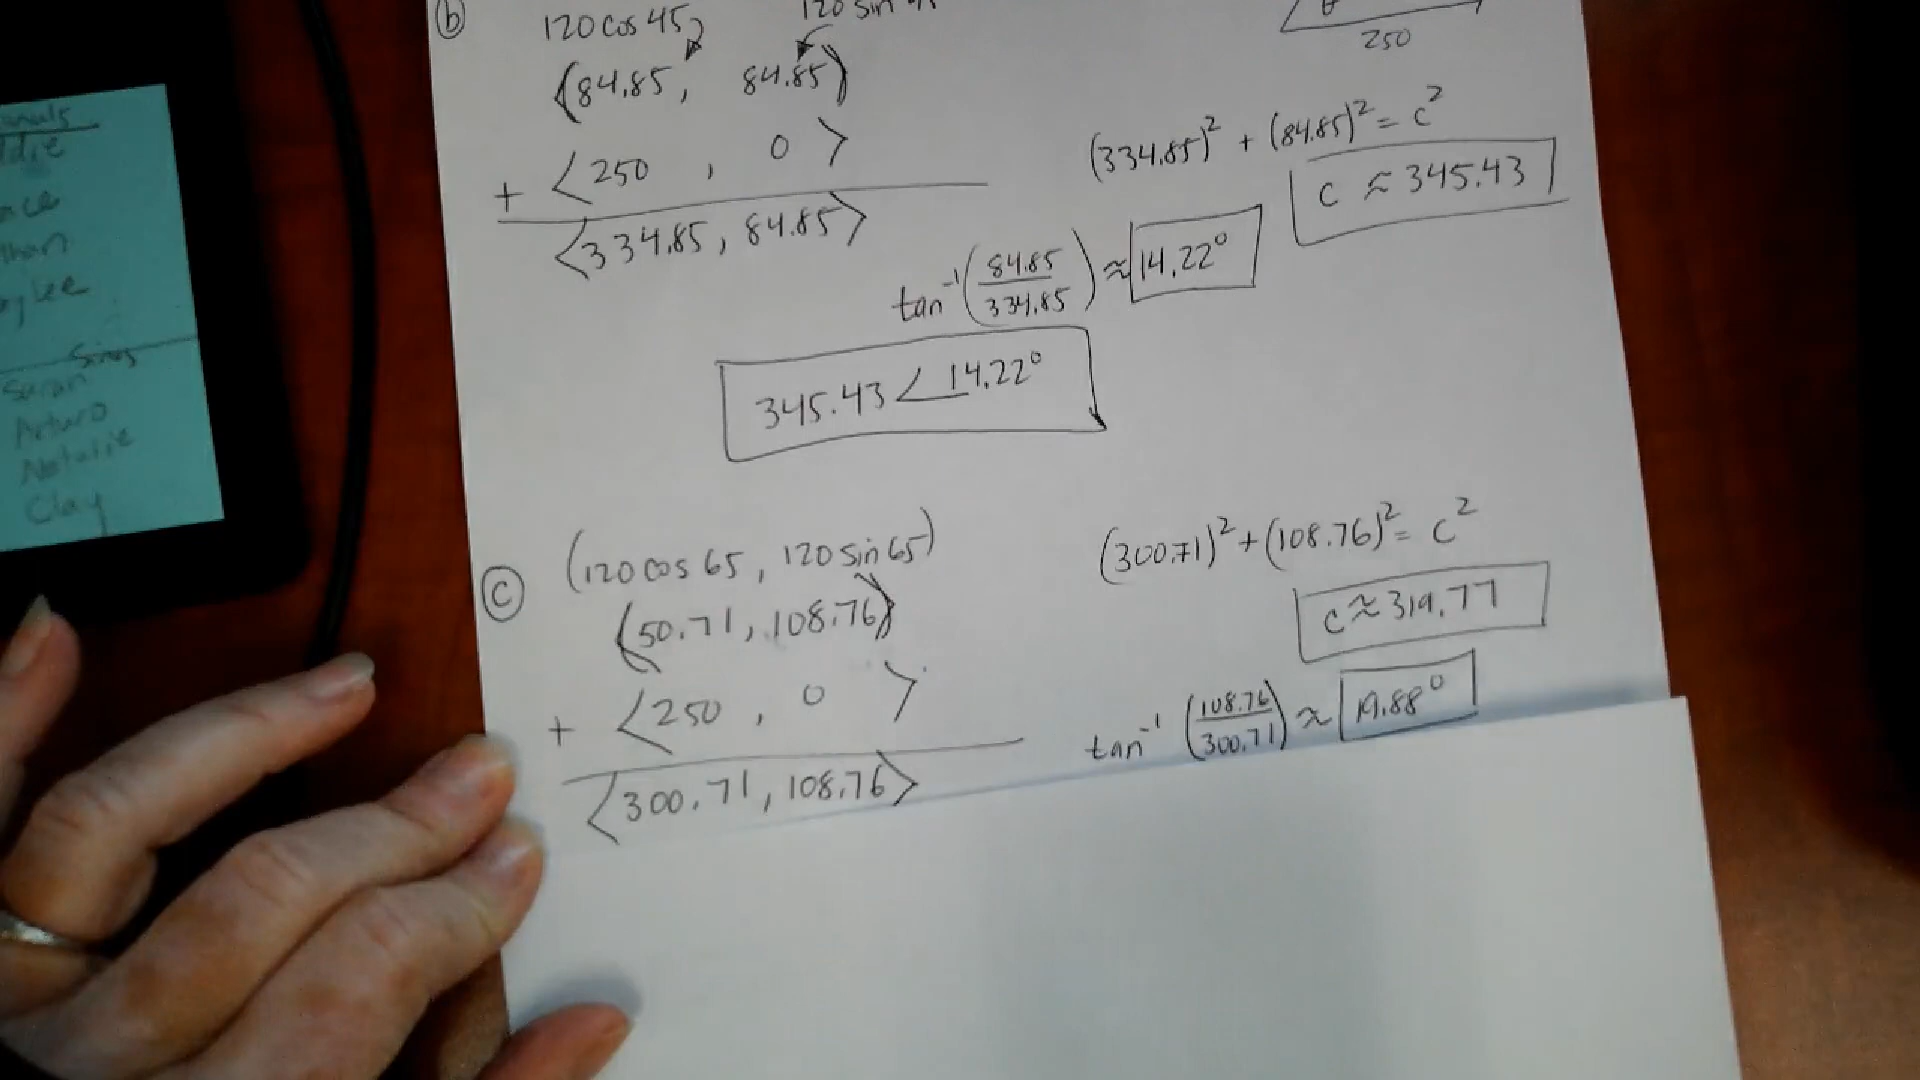 ⓑ 120 cos 45 120 sin
⟨84.85, 84.85⟩
+ ⟨250, 0⟩
⟨334.85, 84.85⟩
θ
250
(334.85)² + (84.85)² = c²
c ≈ 345.43
tan⁻¹(84.85/334.85) ≈ 14.22°
345.43 ∠ 14.22°
ⓒ (120 cos 65, 120 sin 65)
⟨50.71, 108.76⟩
+ ⟨250, 0⟩
⟨300.71, 108.76⟩
(300.71)² + (108.76)² = c²
c ≈ 319.77
tan⁻¹(108.76/300.71) ≈ 19.88°
Sines
Arturo
Natalie
Clay